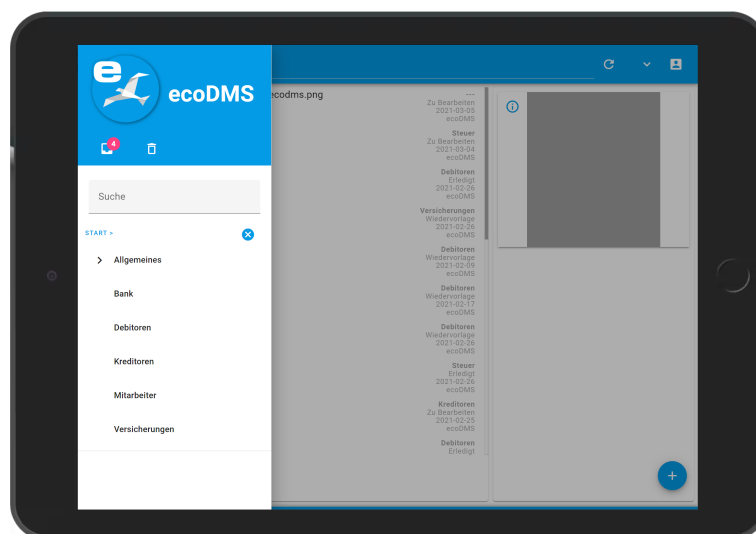 e
ecoDMS
4
Suche
START »
Allgemeines
Bank
Debitoren
Kreditoren
Mitarbeiter
Versicherungen
ecodms.png
---
Zu Bearbeiten
2021-03-05
ecoDMS
Steuer
Zu Bearbeiten
2021-03-04
ecoDMS
Debitoren
Erledigt
2021-02-26
ecoDMS
Versicherungen
Wiedervorlage
2021-02-26
ecoDMS
Debitoren
Wiedervorlage
2021-02-09
ecoDMS
Debitoren
Wiedervorlage
2021-02-17
ecoDMS
Debitoren
Wiedervorlage
2021-02-26
ecoDMS
Steuer
Erledigt
2021-02-26
ecoDMS
Kreditoren
Zu Bearbeiten
2021-02-25
ecoDMS
Debitoren
Erledigt